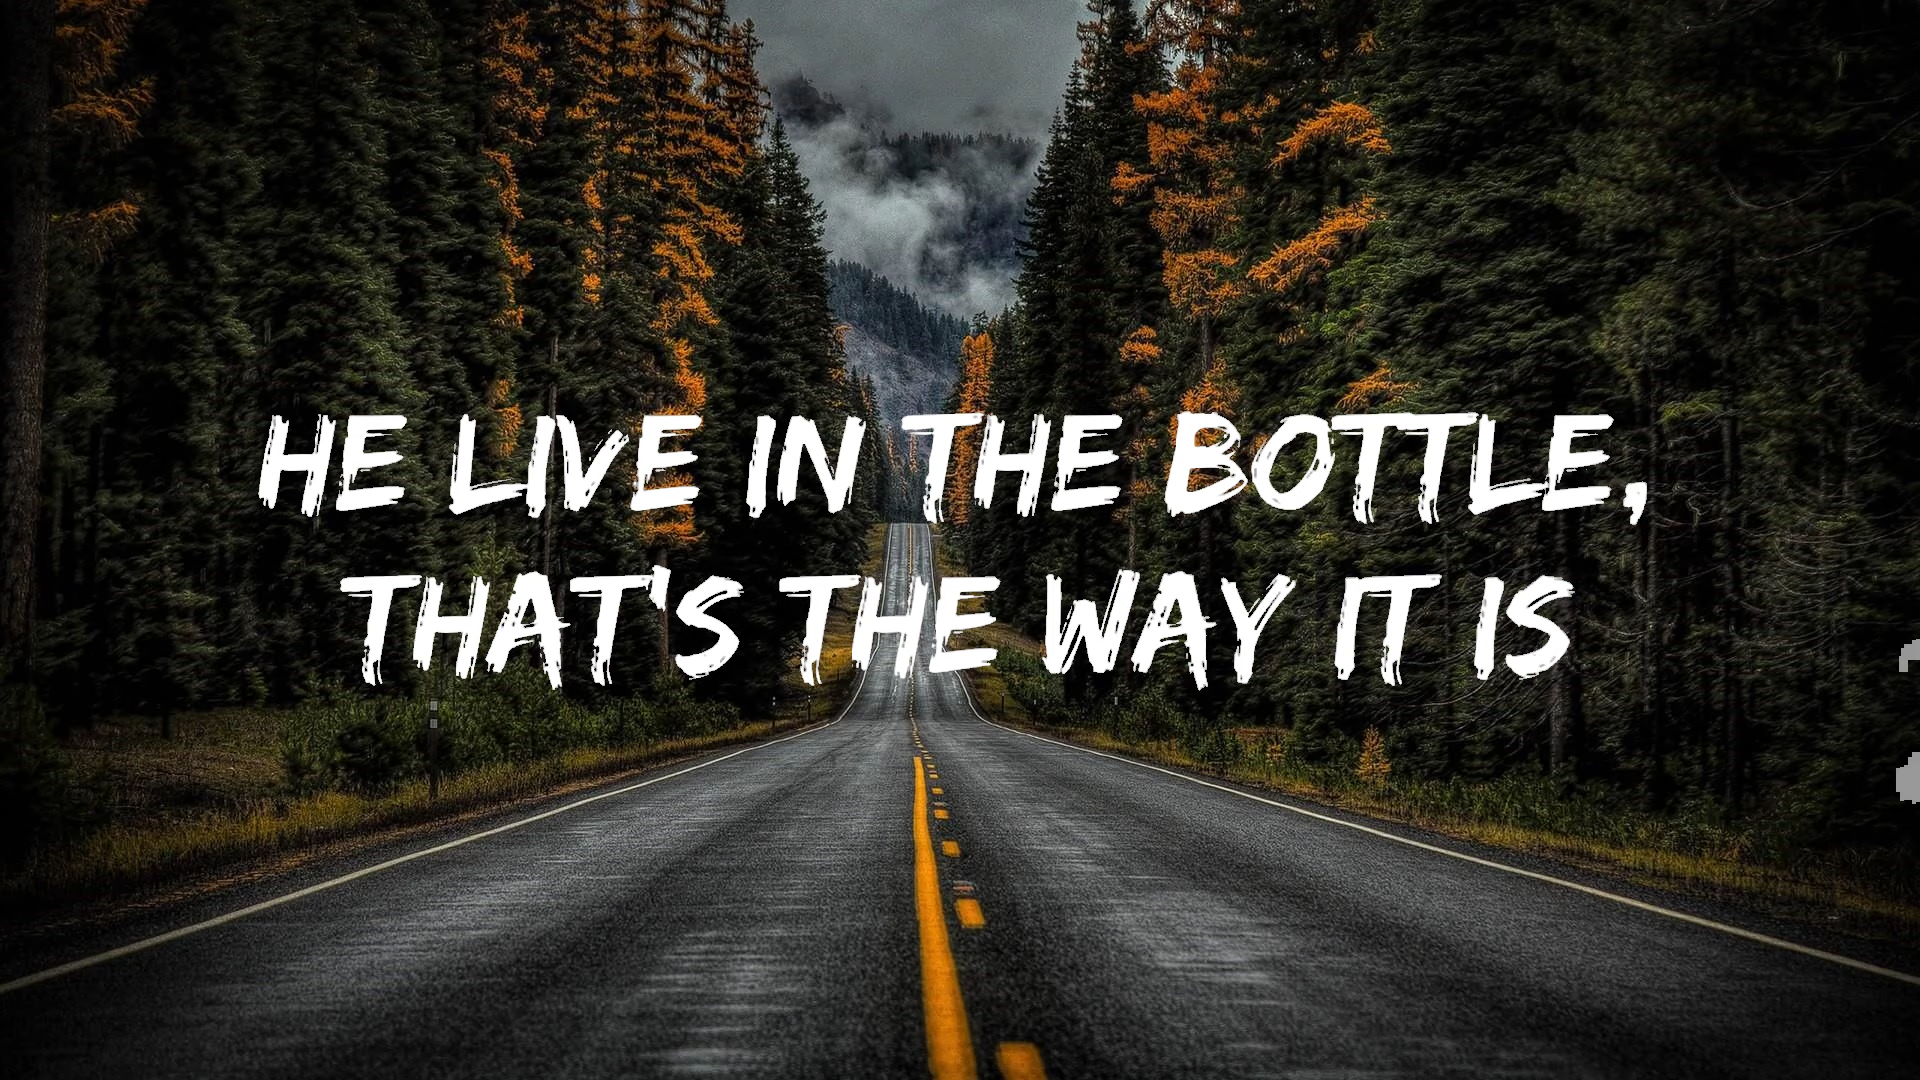 HE LIVE IN THE BOTTLE,
THAT'S THE WAY IT IS